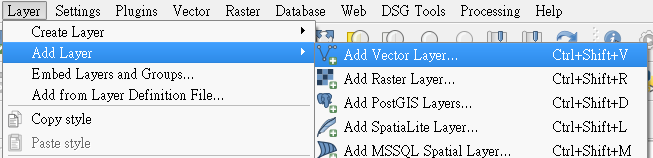 Layer Settings Plugins Vector Raster Database Web DSG Tools Processing Help
Create Layer
Add Layer
Embed Layers and Groups...
Add from Layer Definition File...
Copy style
Paste style
Add Vector Layer... Ctrl+Shift+V
Add Raster Layer... Ctrl+Shift+R
Add PostGIS Layers... Ctrl+Shift+D
Add SpatiaLite Layer... Ctrl+Shift+L
Add MSSQL Spatial Layer... Ctrl+Shift+M